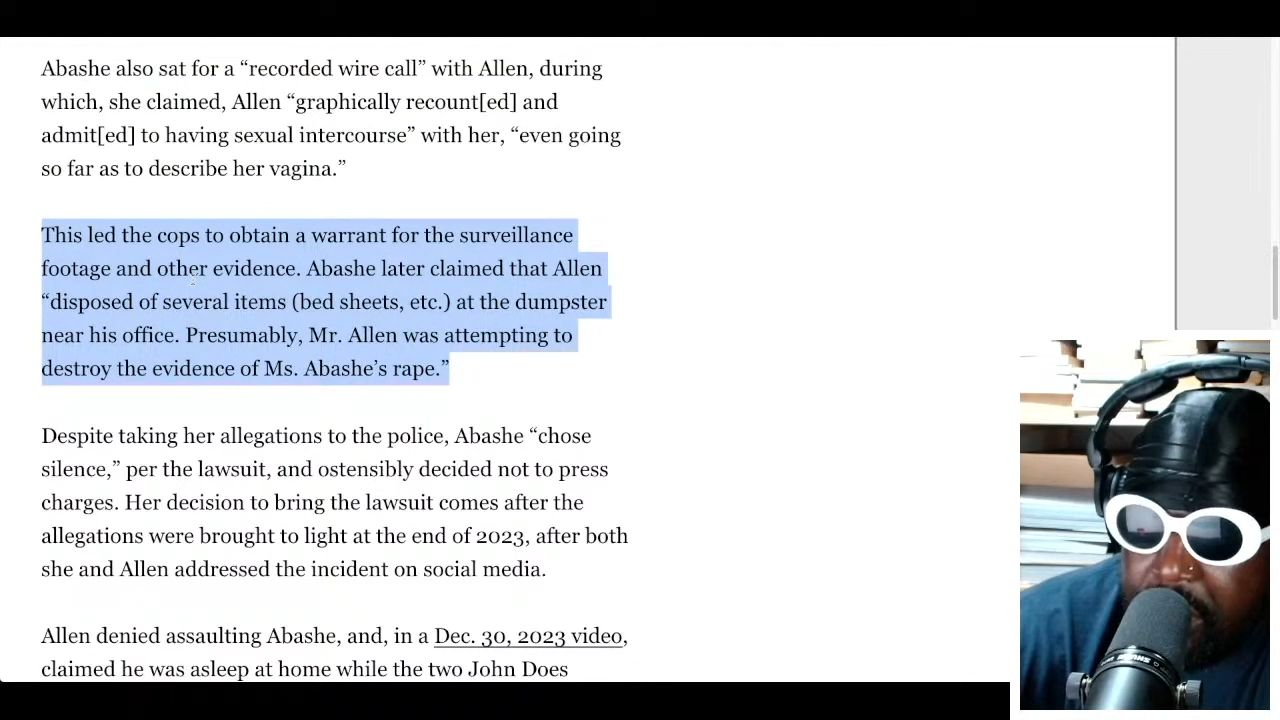 Abashe also sat for a “recorded wire call” with Allen, during
which, she claimed, Allen “graphically recount[ed] and
admit[ed] to having sexual intercourse” with her, “even going
so far as to describe her vagina.”
This led the cops to obtain a warrant for the surveillance
footage and other evidence. Abashe later claimed that Allen
“disposed of several items (bed sheets, etc.) at the dumpster
near his office. Presumably, Mr. Allen was attempting to
destroy the evidence of Ms. Abashe’s rape.”
Despite taking her allegations to the police, Abashe “chose
silence,” per the lawsuit, and ostensibly decided not to press
charges. Her decision to bring the lawsuit comes after the
allegations were brought to light at the end of 2023, after both
she and Allen addressed the incident on social media.
Allen denied assaulting Abashe, and, in a Dec. 30, 2023 video,
claimed he was asleep at home while the two John Does